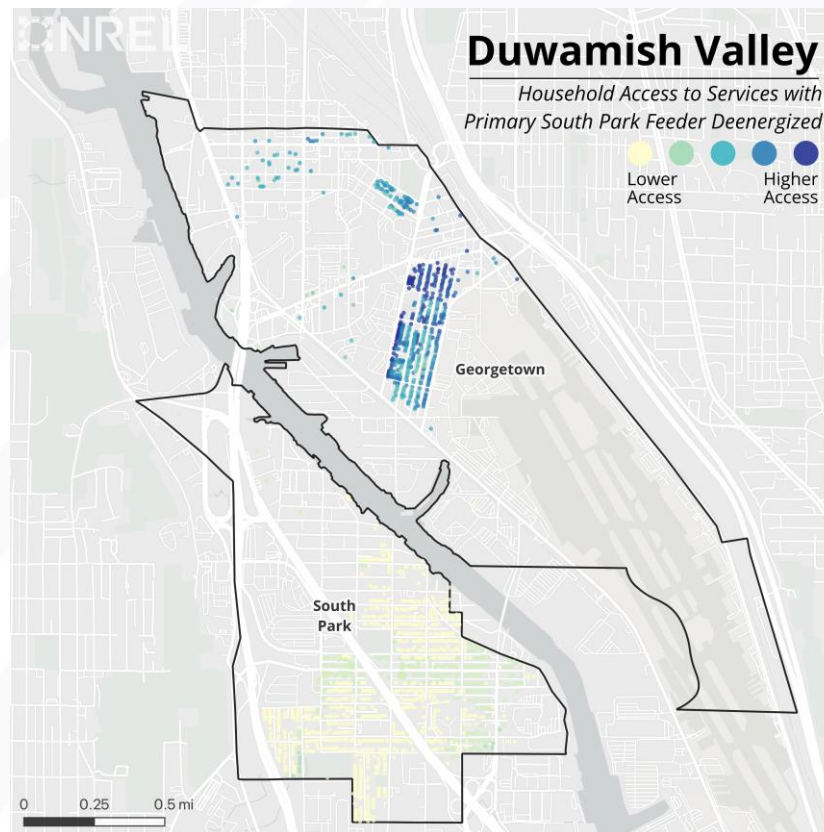 NREL
Duwamish Valley
Household Access to Services with
Primary South Park Feeder Deenergized
Lower
Access
Higher
Access
Georgetown
South
Park
0 0.25 0.5 mi